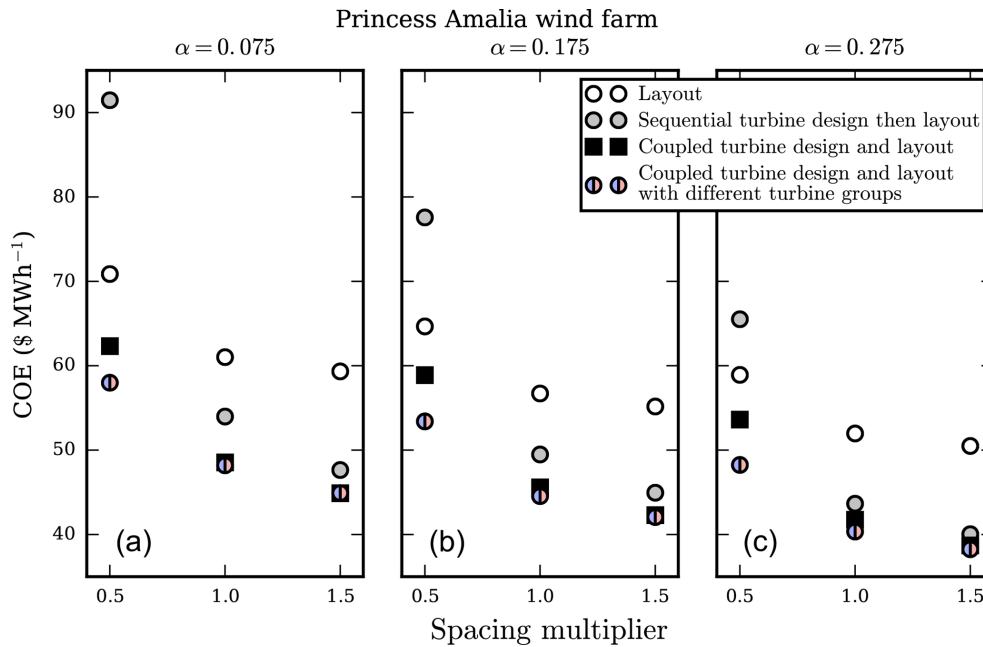 Princess Amalia wind farm
α = 0.075
α = 0.175
α = 0.275
Layout
Sequential turbine design then layout
Coupled turbine design and layout
Coupled turbine design and layout
with different turbine groups
COE ($ MWh⁻¹)
90
80
70
60
50
40
(a)
(b)
(c)
0.5 1.0 1.5
0.5 1.0 1.5
0.5 1.0 1.5
Spacing multiplier